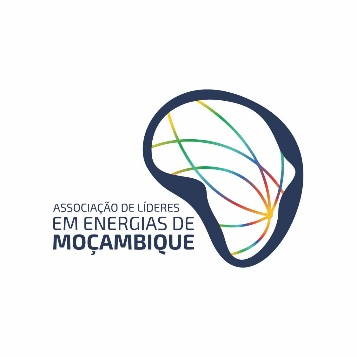 ASSOCIAÇÃO DE LÍDERES
EM ENERGIAS DE
MOÇAMBIQUE